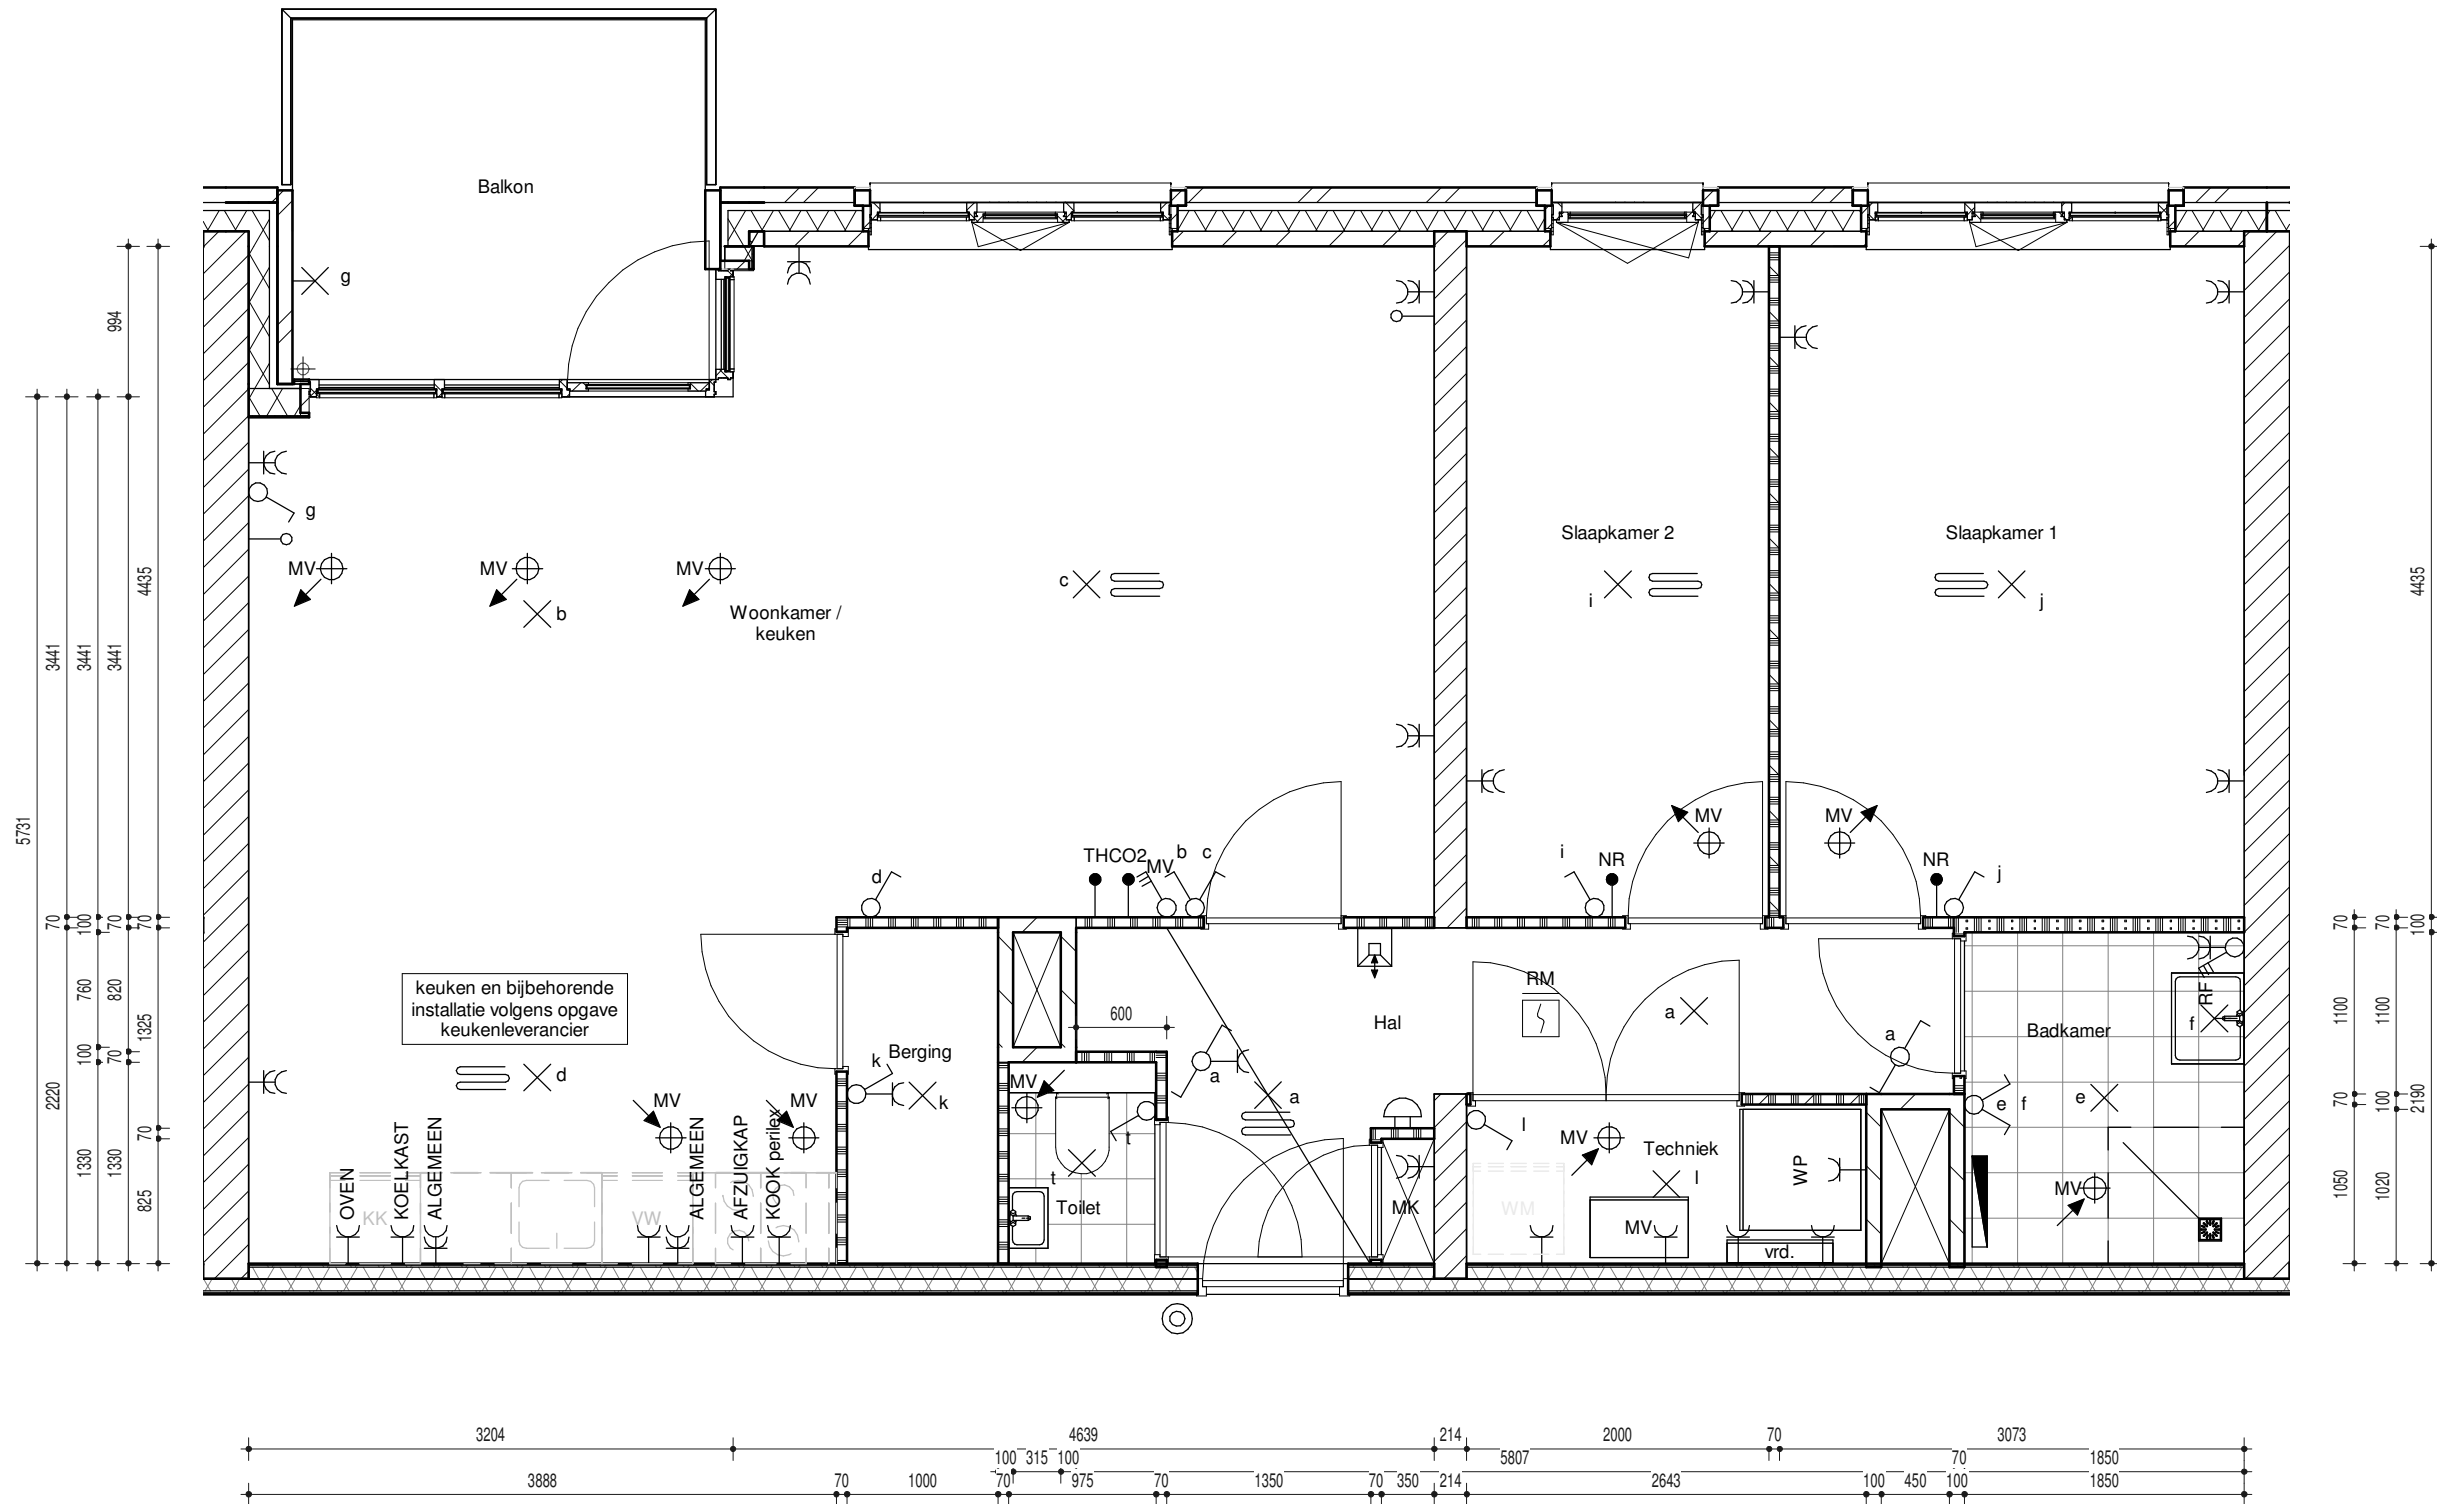 Balkon
g
994
g
4435
4435
Slaapkamer 2
Slaapkamer 1
MV
MV
MV
b
c
i
j
Woonkamer /
keuken
3441
3441
3441
5731
MV
MV
THCO2
MV
b
c
d
i
NR
NR
j
70
100
70
70
70
70
100
keuken en bijbehorende
installatie volgens opgave
keukenleverancier
760
820
1325
600
Hal
RM
a
a
RF
f
Badkamer
1100
1100
100
70
d
k
Berging
k
MV
a
a
e
f
e
2220
1330
1330
70
825
MV
MV
t
t
l
MV
Techniek
l
WP
70
100
2190
1050
1020
OVEN
KOELKAST
ALGEMEEN
ALGEMEEN
AFZUIGKAP
KOOK perilex
KK
VW
Toilet
MK
WM
MV
vrd.
MV
3204
4639
214
2000
70
3073
100
315
100
5807
70
1850
3888
70
1000
70
975
70
1350
70
350
214
2643
100
450
100
1850